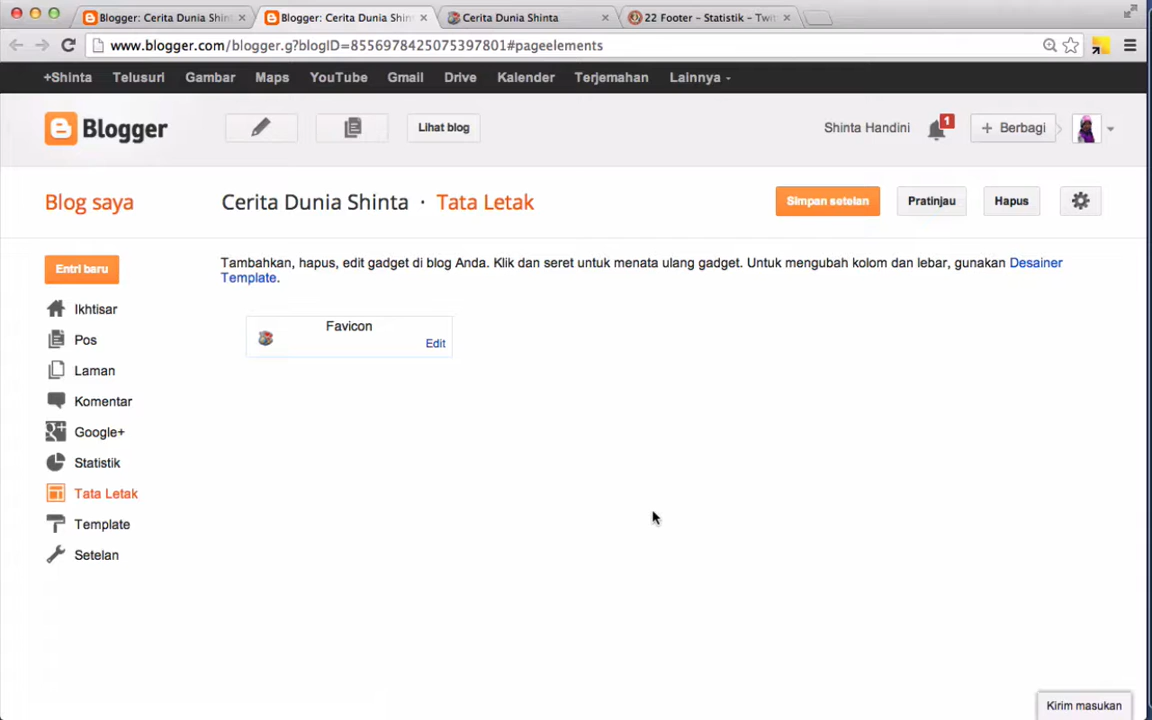 Blogger: Cerita Dunia Shint
Blogger: Cerita Dunia Shin
Cerita Dunia Shinta
22 Footer – Statistik – Twi
www.blogger.com/blogger.g?blogID=8556978425075397801#pageelements
+Shinta Telusuri Gambar Maps YouTube Gmail Drive Kalender Terjemahan Lainnya
Blogger
Lihat blog
Shinta Handini
1
+ Berbagi
Blog saya
Cerita Dunia Shinta · Tata Letak
Simpan setelan
Pratinjau
Hapus
Entri baru
Tambahkan, hapus, edit gadget di blog Anda. Klik dan seret untuk menata ulang gadget. Untuk mengubah kolom dan lebar, gunakan Desainer
Template.
Ikhtisar
Pos
Laman
Komentar
Google+
Statistik
Tata Letak
Template
Setelan
Favicon
Edit
Kirim masukan